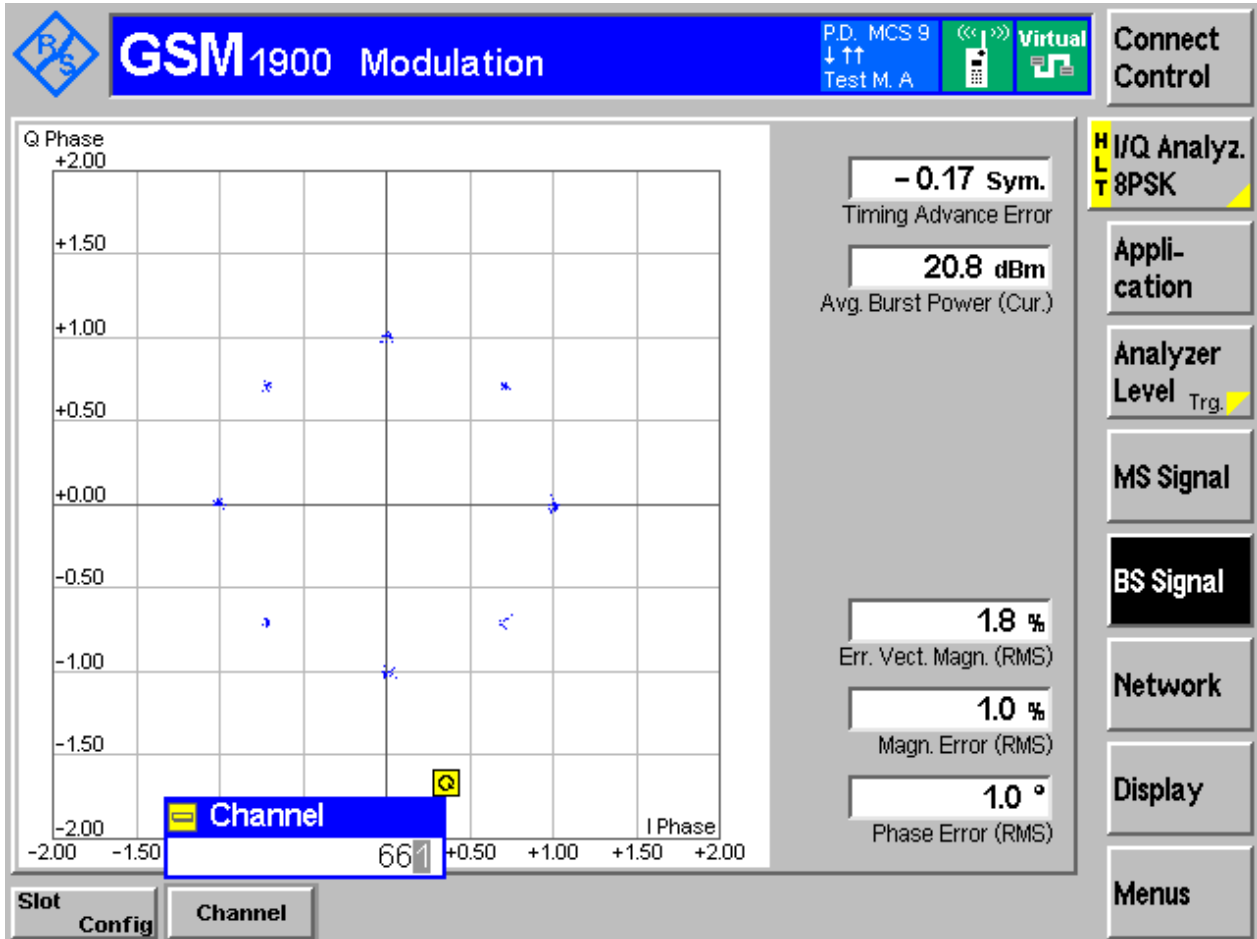 R/S
GSM 1900 Modulation
P.D. MCS 9
↓ ↑↑
Test M. A
Virtual
Connect
Control
Q Phase
+2.00
+1.50
+1.00
+0.50
+0.00
−0.50
−1.00
−1.50
−2.00
I Phase
−2.00 −1.50 +0.50 +1.00 +1.50 +2.00
Q
Channel
661
− 0.17 Sym.
Timing Advance Error
20.8 dBm
Avg. Burst Power (Cur.)
1.8 %
Err. Vect. Magn. (RMS)
1.0 %
Magn. Error (RMS)
1.0 °
Phase Error (RMS)
HLT
I/Q Analyz.
8PSK
Appli-
cation
Analyzer
Level Trg.
MS Signal
BS Signal
Network
Display
Menus
Slot
Config
Channel